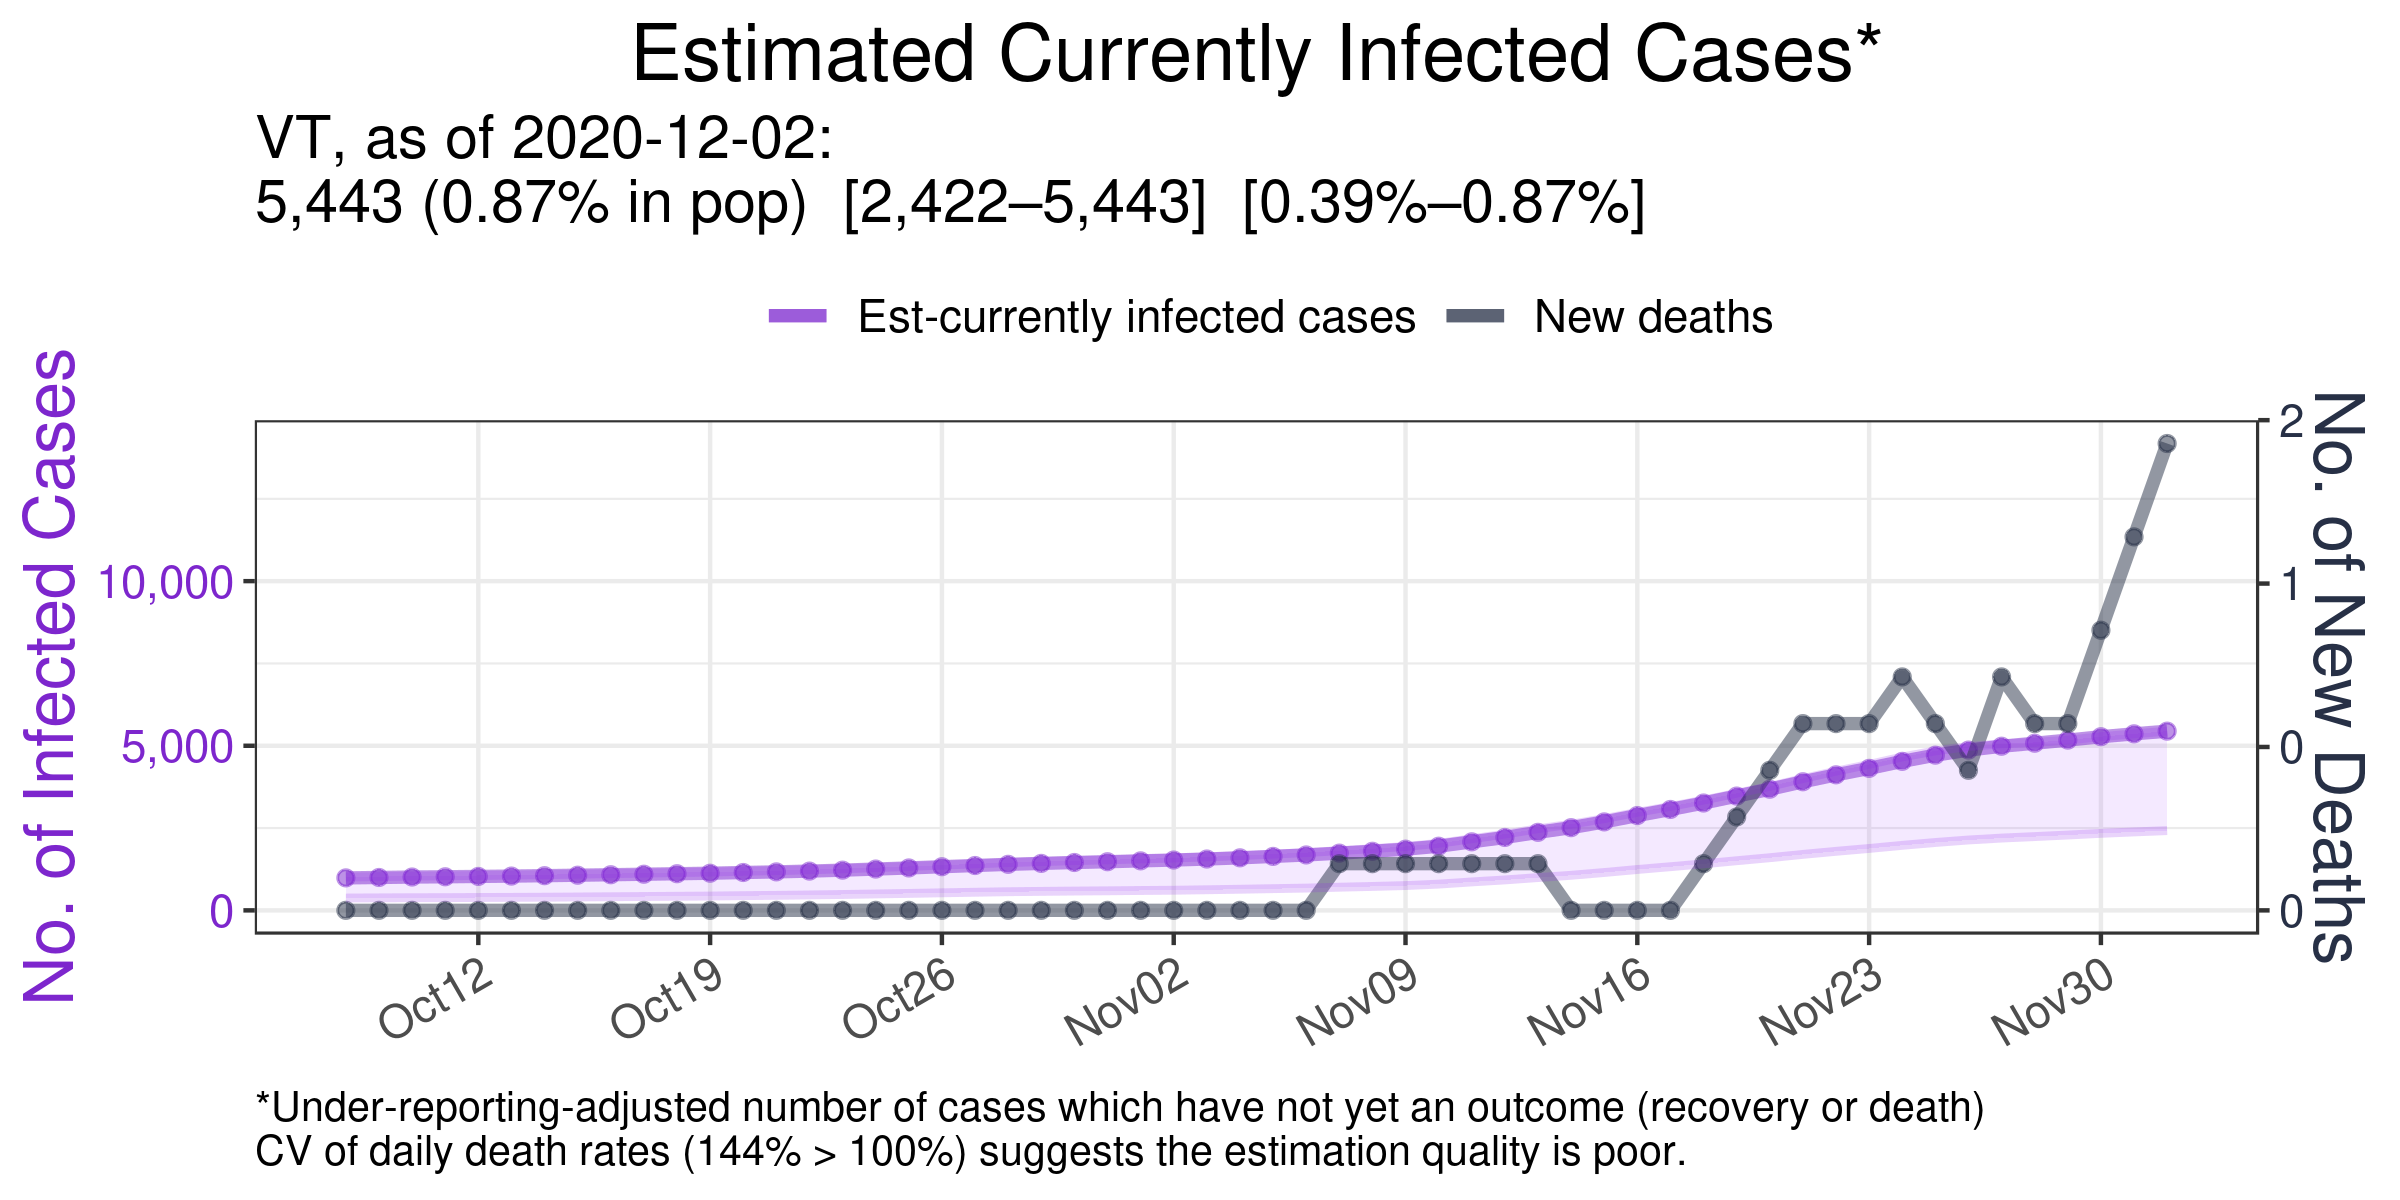 Estimated Currently Infected Cases*
VT, as of 2020-12-02:
5,443 (0.87% in pop)  [2,422–5,443]  [0.39%–0.87%]
Est-currently infected cases
New deaths
No. of Infected Cases
10,000
5,000
0
2
1
0
0
No. of New Deaths
Oct12
Oct19
Oct26
Nov02
Nov09
Nov16
Nov23
Nov30
*Under-reporting-adjusted number of cases which have not yet an outcome (recovery or death)
CV of daily death rates (144% > 100%) suggests the estimation quality is poor.